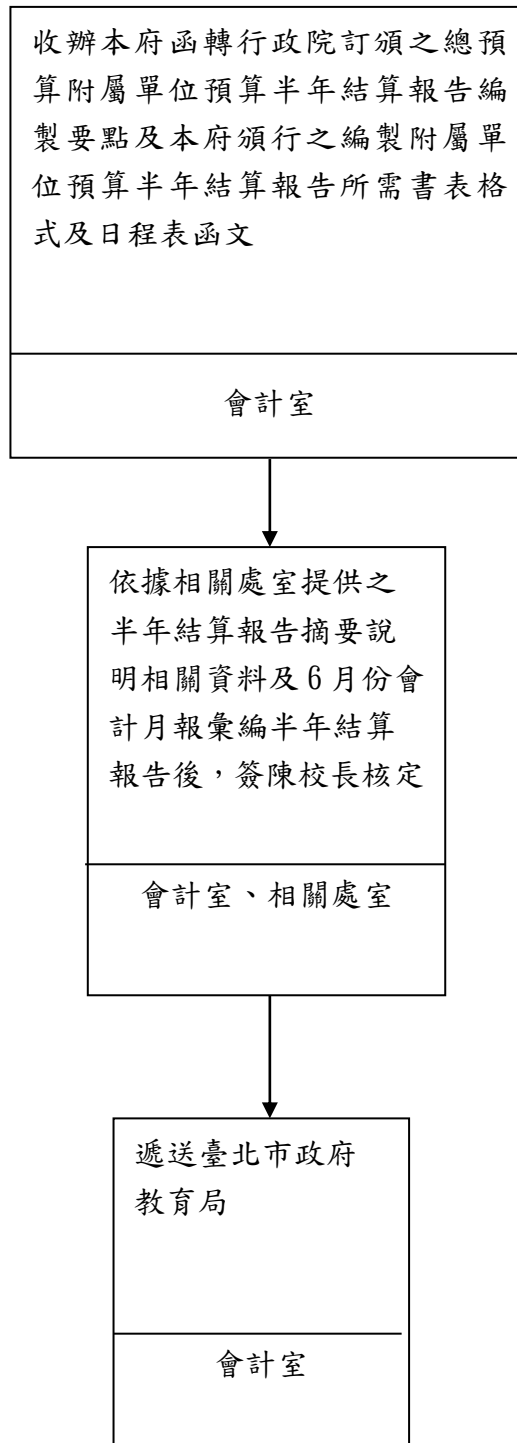 收辦本府函轉行政院訂頒之總預
算附屬單位預算半年結算報告編
製要點及本府頒行之編製附屬單
位預算半年結算報告所需書表格
式及日程表函文
會計室
依據相關處室提供之
半年結算報告摘要說
明相關資料及6月份會
計月報彙編半年結算
報告後，簽陳校長核定
會計室、相關處室
遞送臺北市政府
教育局
會計室